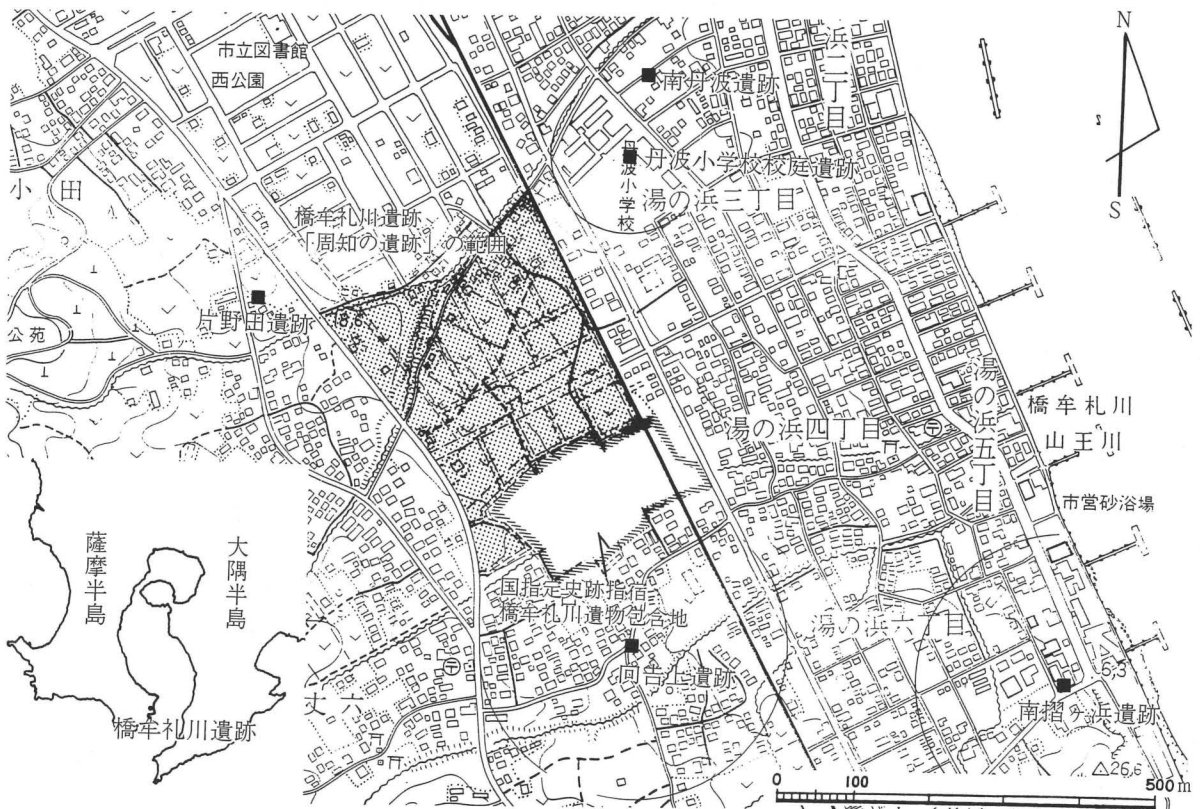 市立図書館
西公園
南丹波遺跡
浜二丁目
N
S
丹波小学校校庭遺跡
丹波小学校
湯の浜三丁目
小田
橋牟礼川遺跡
「周知の遺跡」の範囲
片野田遺跡
18.6
公苑
湯の浜四丁目
湯の浜五丁目
橋牟礼川
山王川
市営砂浴場
薩摩半島
大隅半島
橋牟礼川遺跡
国指定史跡指宿
橋牟礼川遺物包含地
湯の浜六丁目
向吉上遺跡
丈六
6.3
南摺ヶ浜遺跡
26.6
0 100 500m